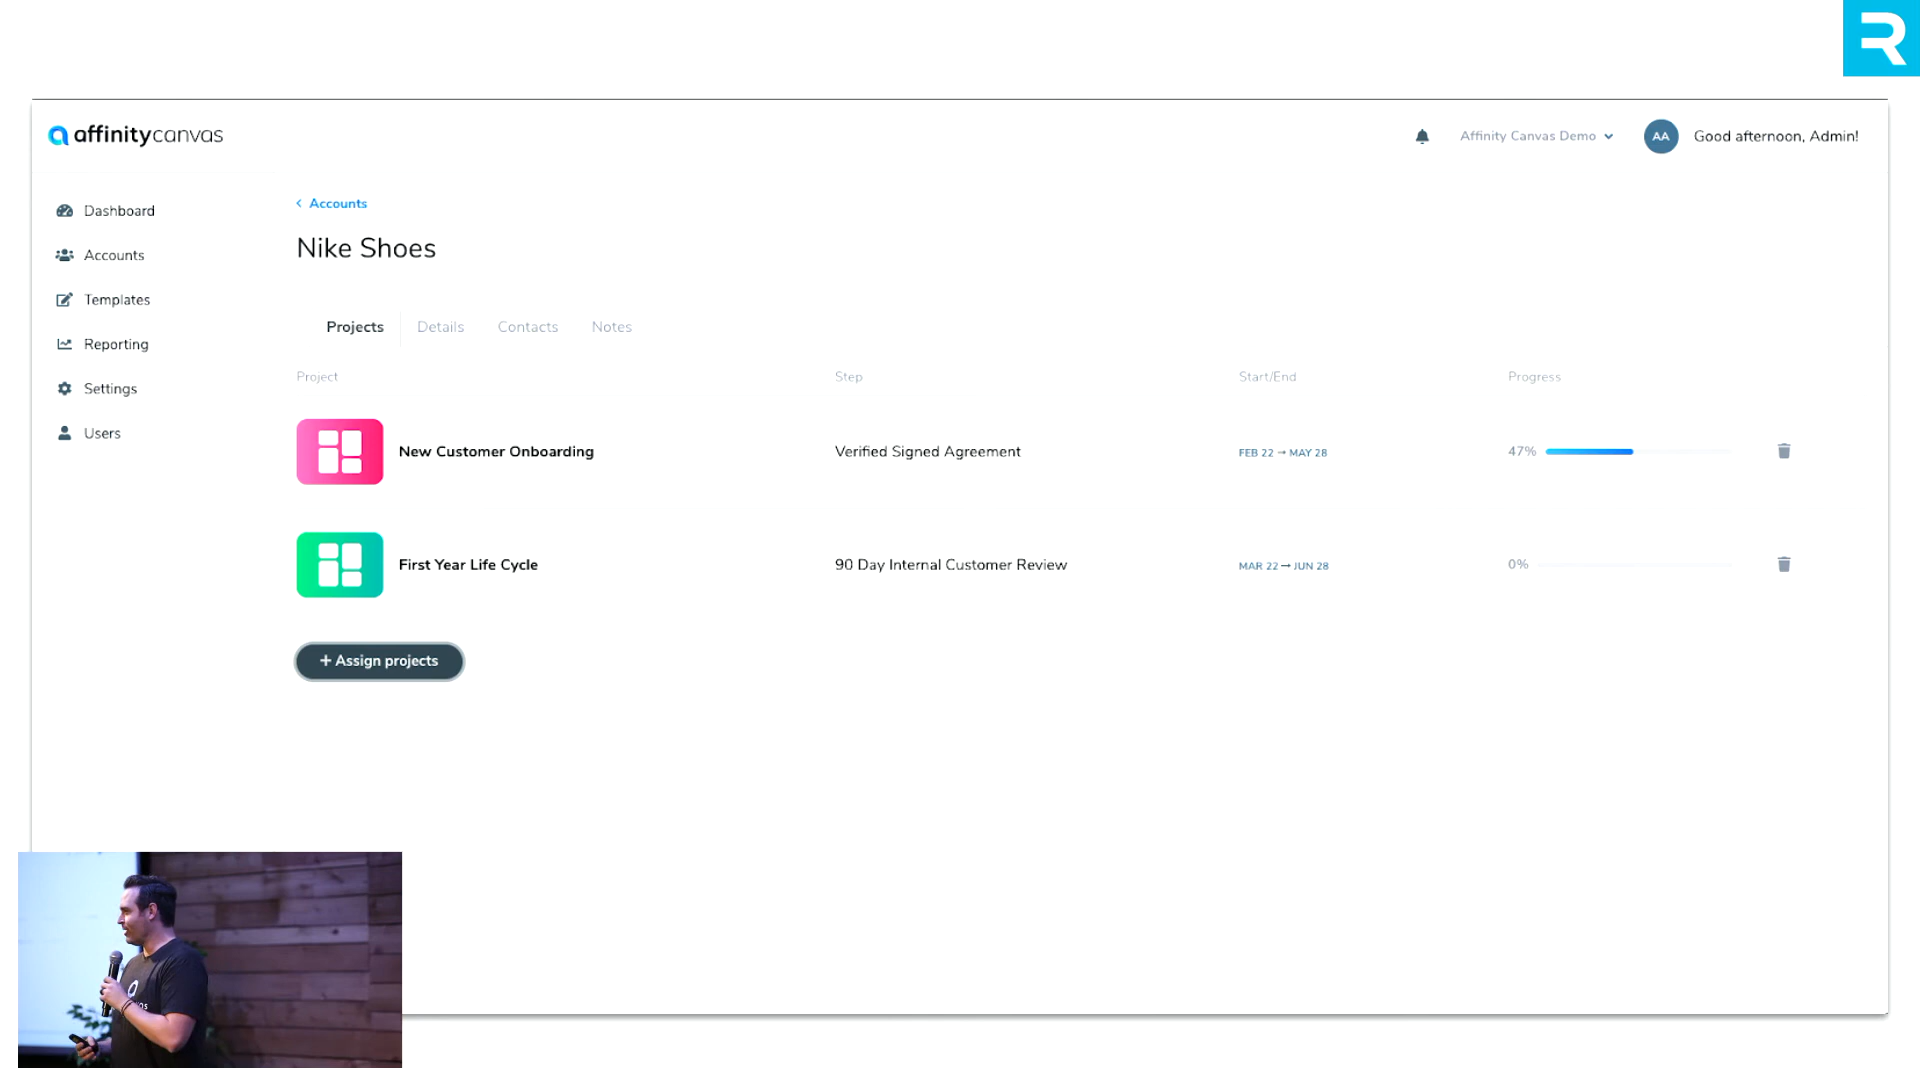 affinitycanvas
Affinity Canvas Demo
AA
Good afternoon, Admin!
Dashboard
Accounts
Templates
Reporting
Settings
Users
Accounts
Nike Shoes
Projects Details Contacts Notes
Project Step Start/End Progress
New Customer Onboarding Verified Signed Agreement FEB 22 → MAY 28 47%
First Year Life Cycle 90 Day Internal Customer Review MAR 22 → JUN 28 0%
+ Assign projects